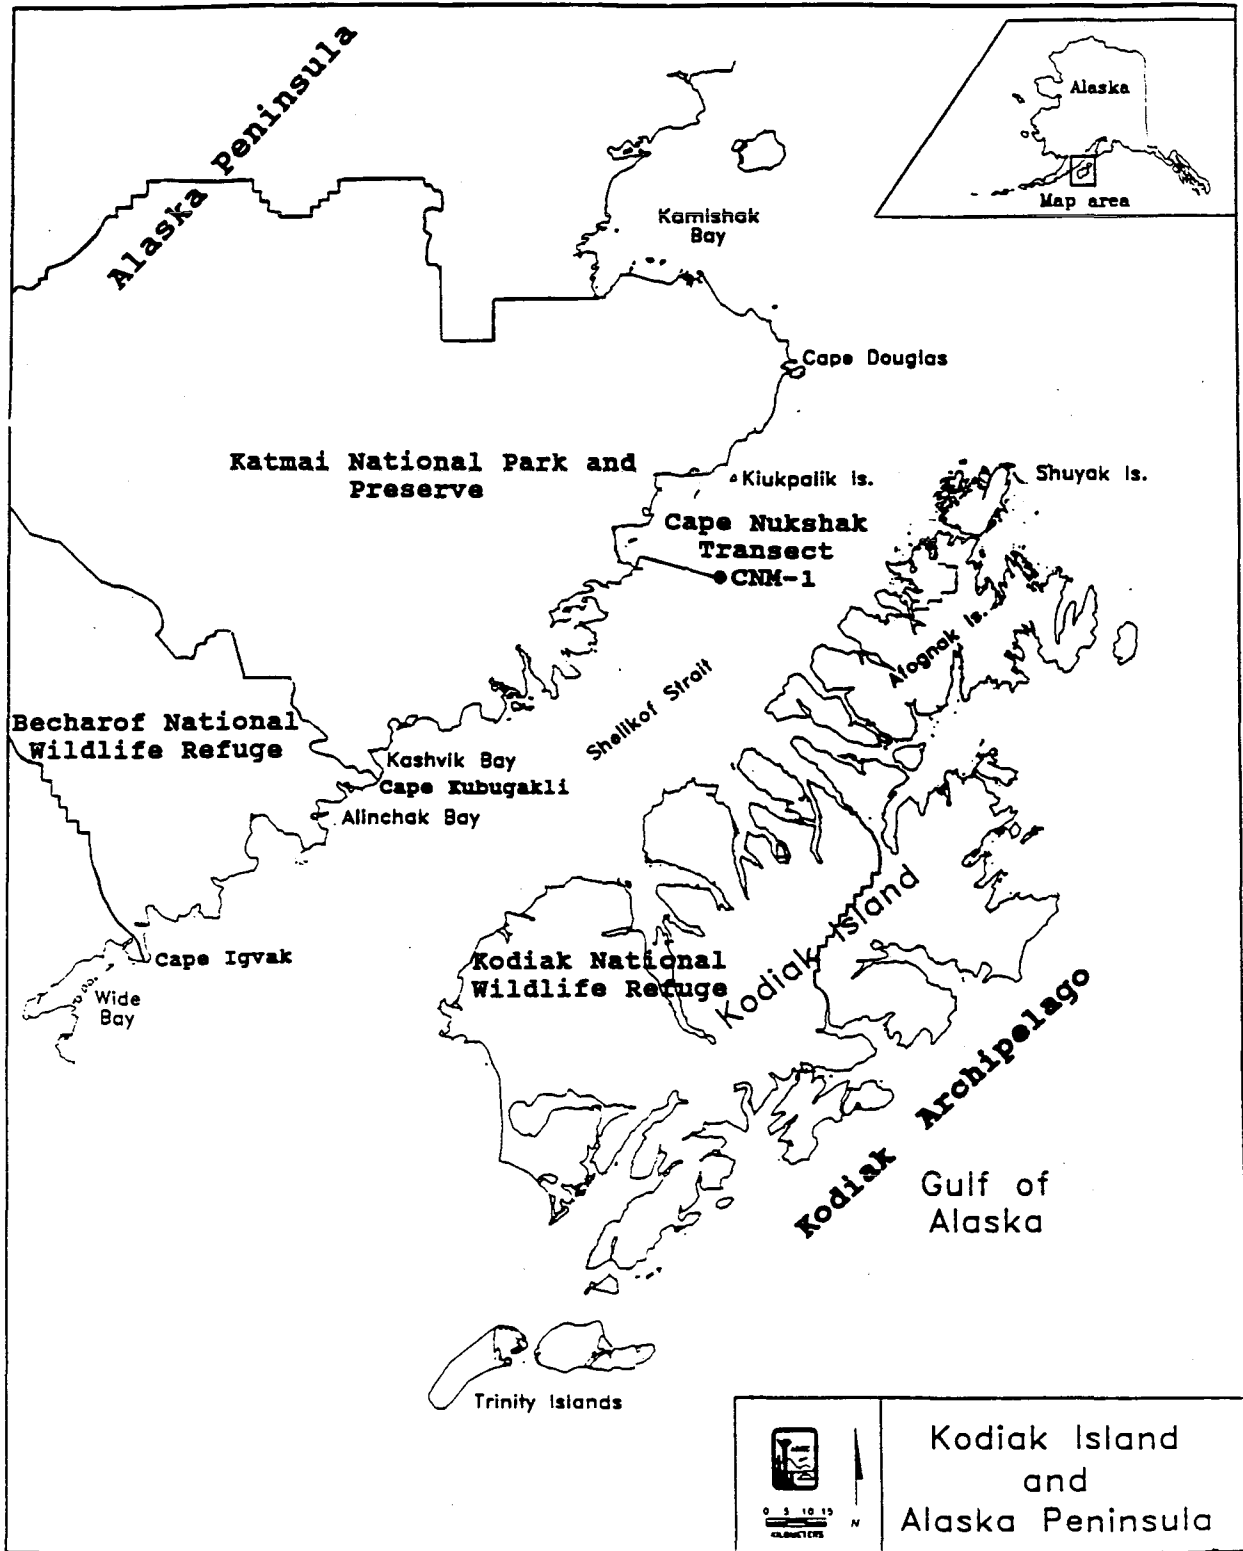 Alaska Peninsula
Alaska
Map area
Kamishak
Bay
Cape Douglas
Katmai National Park and
Preserve
Kiukpalik Is.
Shuyak Is.
Cape Nukshak
Transect
CNM-1
Afognak Is.
Shelikof Strait
Becharof National
Wildlife Refuge
Kashvik Bay
Cape Kubugakli
Alinchak Bay
Kodiak Island
Cape Igvak
Kodiak National
Wildlife Refuge
Wide
Bay
Kodiak Archipelago
Gulf of
Alaska
Trinity Islands
Kodiak Island
and
Alaska Peninsula
0 5 10 15
KILOMETERS
N